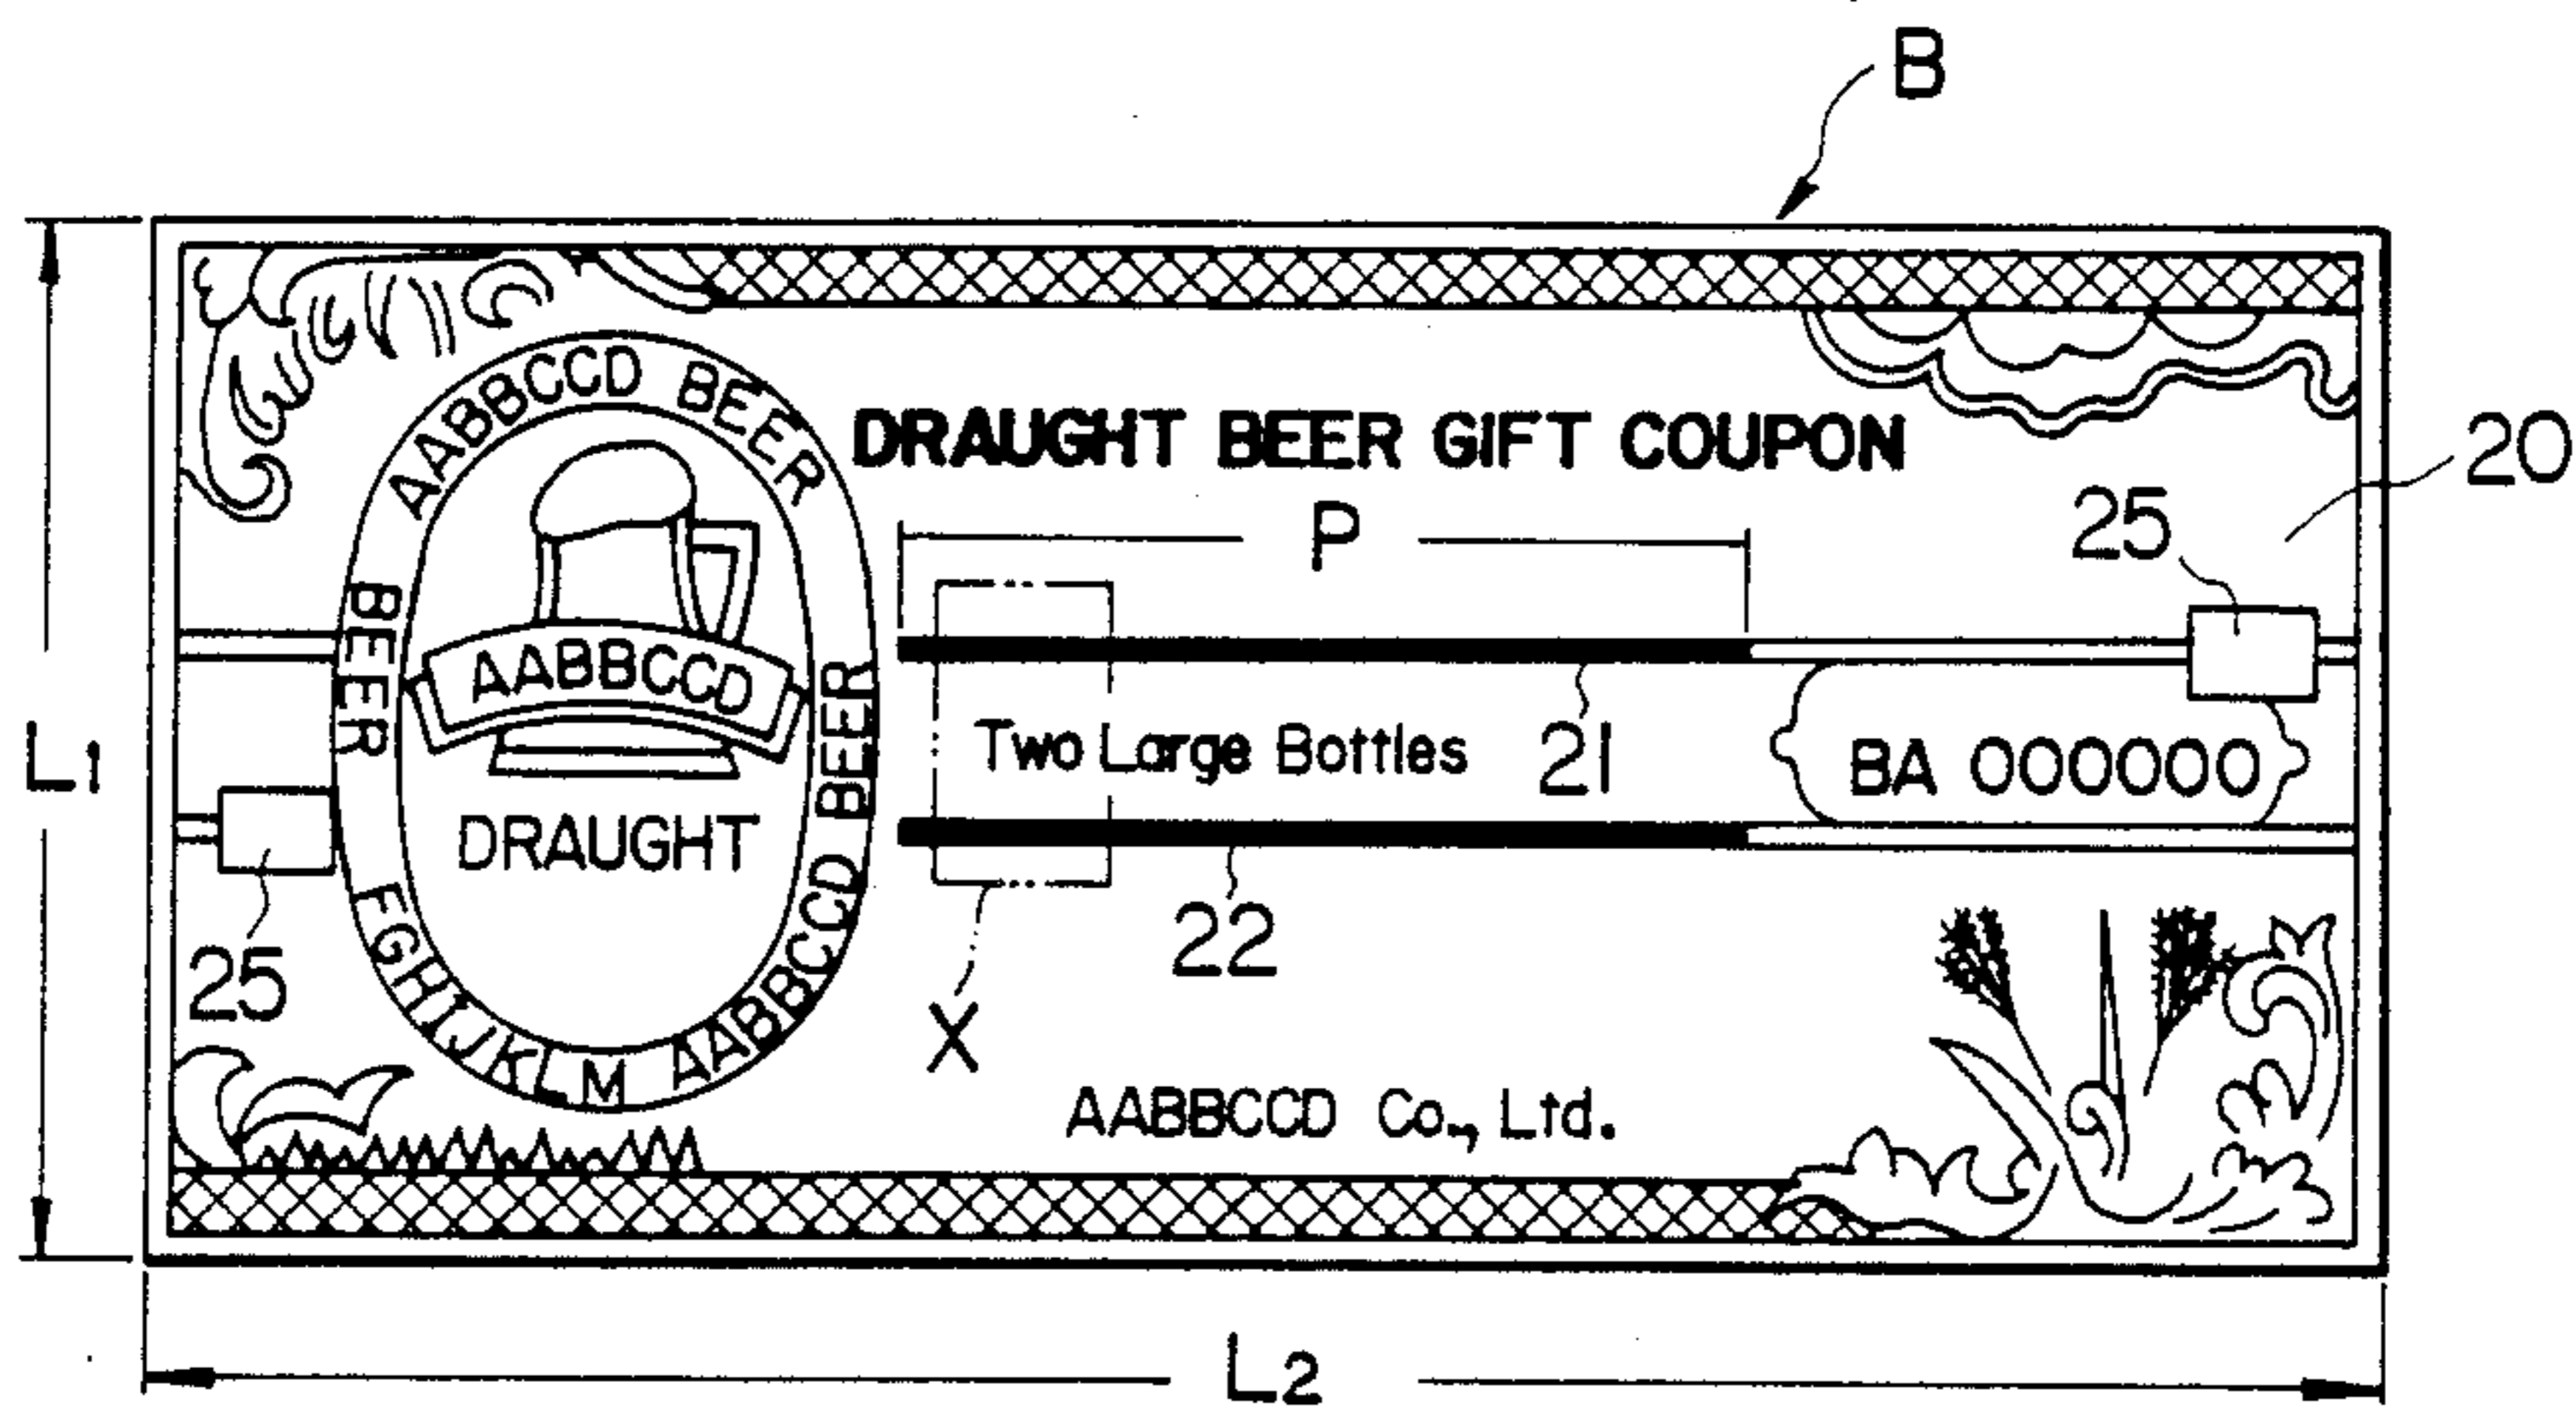 B
AABBCCD BEER
DRAUGHT BEER GIFT COUPON
20
P
25
BEER
AABBCCD
L1
Two Large Bottles
21
BA 000000
DRAUGHT
22
25
X
FGHIJKLM
AABBCCD BEER
AABBCCD Co., Ltd.
L2